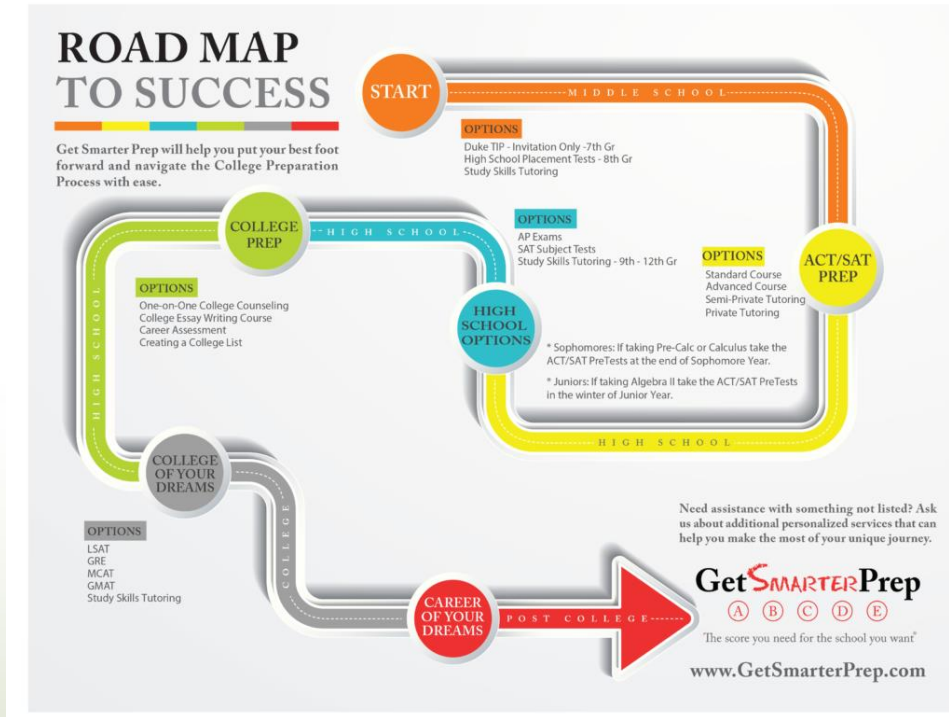 ROAD MAP
TO SUCCESS
Get Smarter Prep will help you put your best foot
forward and navigate the College Preparation
Process with ease.
START
MIDDLE SCHOOL
OPTIONS
Duke TIP - Invitation Only -7th Gr
High School Placement Tests - 8th Gr
Study Skills Tutoring
ACT/SAT
PREP
OPTIONS
Standard Course
Advanced Course
Semi-Private Tutoring
Private Tutoring
HIGH SCHOOL
* Sophomores: If taking Pre-Calc or Calculus take the
ACT/SAT PreTests at the end of Sophomore Year.
* Juniors: If taking Algebra II take the ACT/SAT PreTests
in the winter of Junior Year.
HIGH
SCHOOL
OPTIONS
OPTIONS
AP Exams
SAT Subject Tests
Study Skills Tutoring - 9th - 12th Gr
HIGH SCHOOL
COLLEGE
PREP
OPTIONS
One-on-One College Counseling
College Essay Writing Course
Career Assessment
Creating a College List
HIGH SCHOOL
COLLEGE
OF YOUR
DREAMS
OPTIONS
LSAT
GRE
MCAT
GMAT
Study Skills Tutoring
COLLEGE
CAREER
OF YOUR
DREAMS
POST COLLEGE
Need assistance with something not listed? Ask
us about additional personalized services that can
help you make the most of your unique journey.
GetSMARTERPrep
A B C D E
The score you need for the school you want®
www.GetSmarterPrep.com